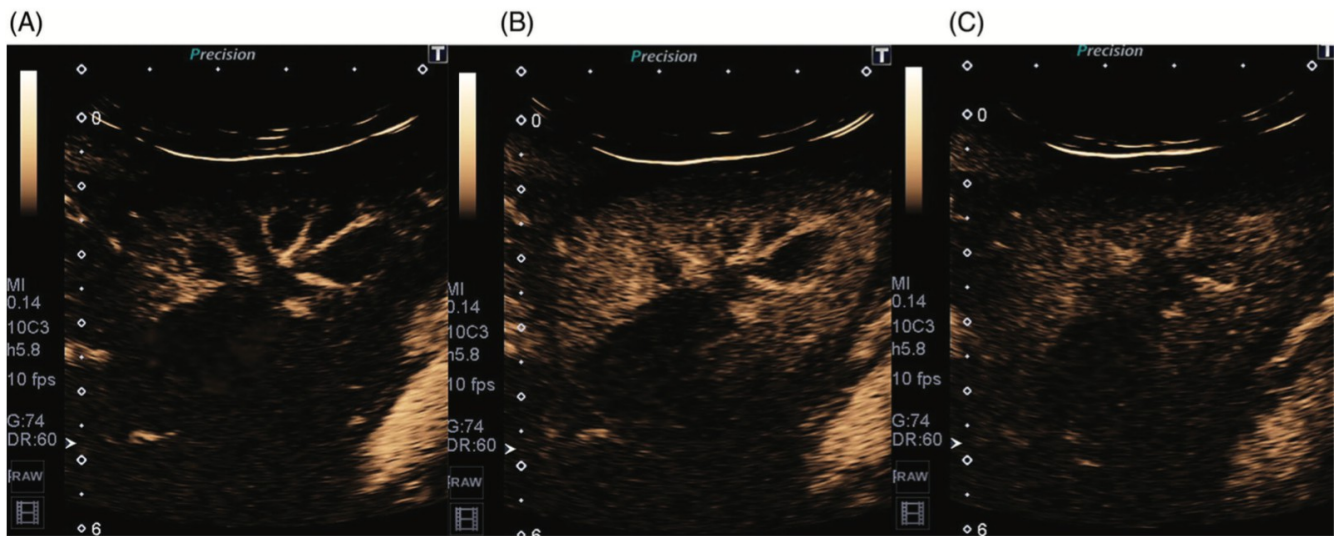 (A)
(B)
(C)
Precision
T
0
MI
0.14
10C3
h5.8
10 fps
G:74
DR:60
RAW
6
Precision
T
0
MI
0.14
10C3
h5.8
10 fps
G:74
DR:60
RAW
6
Precision
T
0
MI
0.14
10C3
h5.8
10 fps
G:74
DR:60
RAW
6